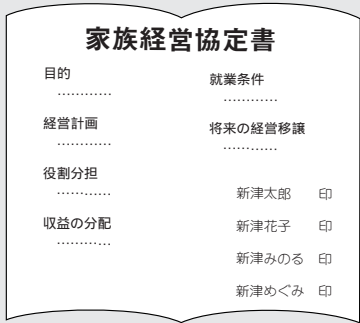 家族経営協定書
目的
…………
経営計画
…………
役割分担
…………
収益の分配
…………
就業条件
…………
将来の経営移譲
…………
新津太郎 印
新津花子 印
新津みのる 印
新津めぐみ 印